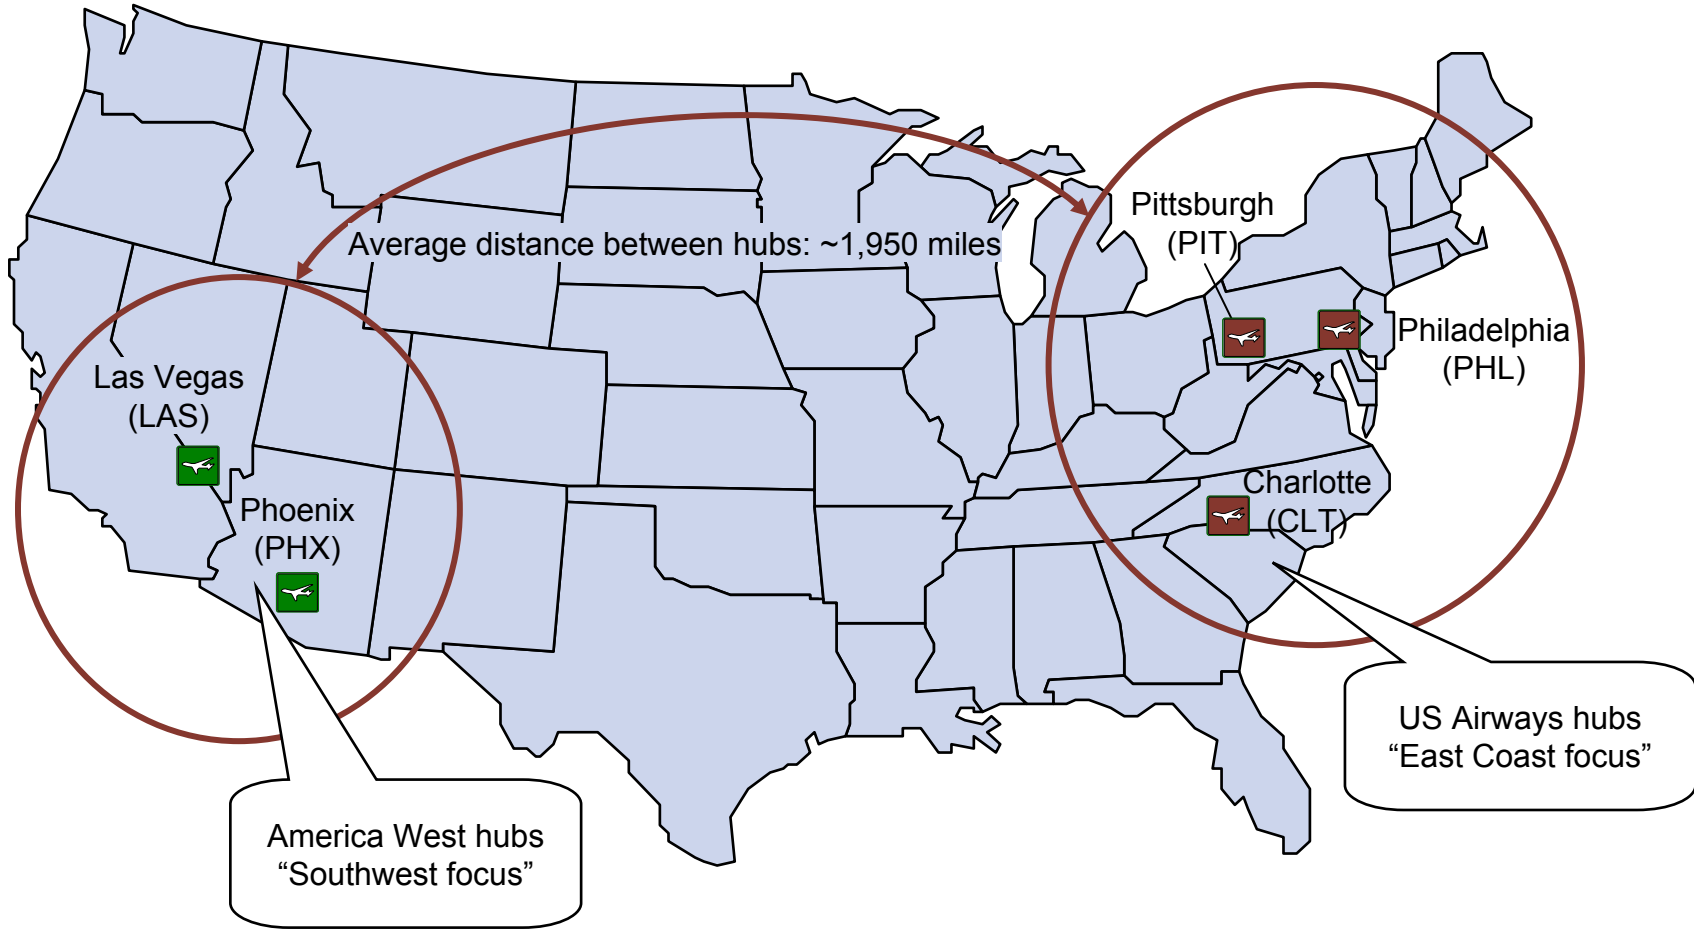 Pittsburgh
(PIT)
Average distance between hubs: ~1,950 miles
Philadelphia
(PHL)
Las Vegas
(LAS)
Charlotte
(CLT)
Phoenix
(PHX)
US Airways hubs
“East Coast focus”
America West hubs
“Southwest focus”